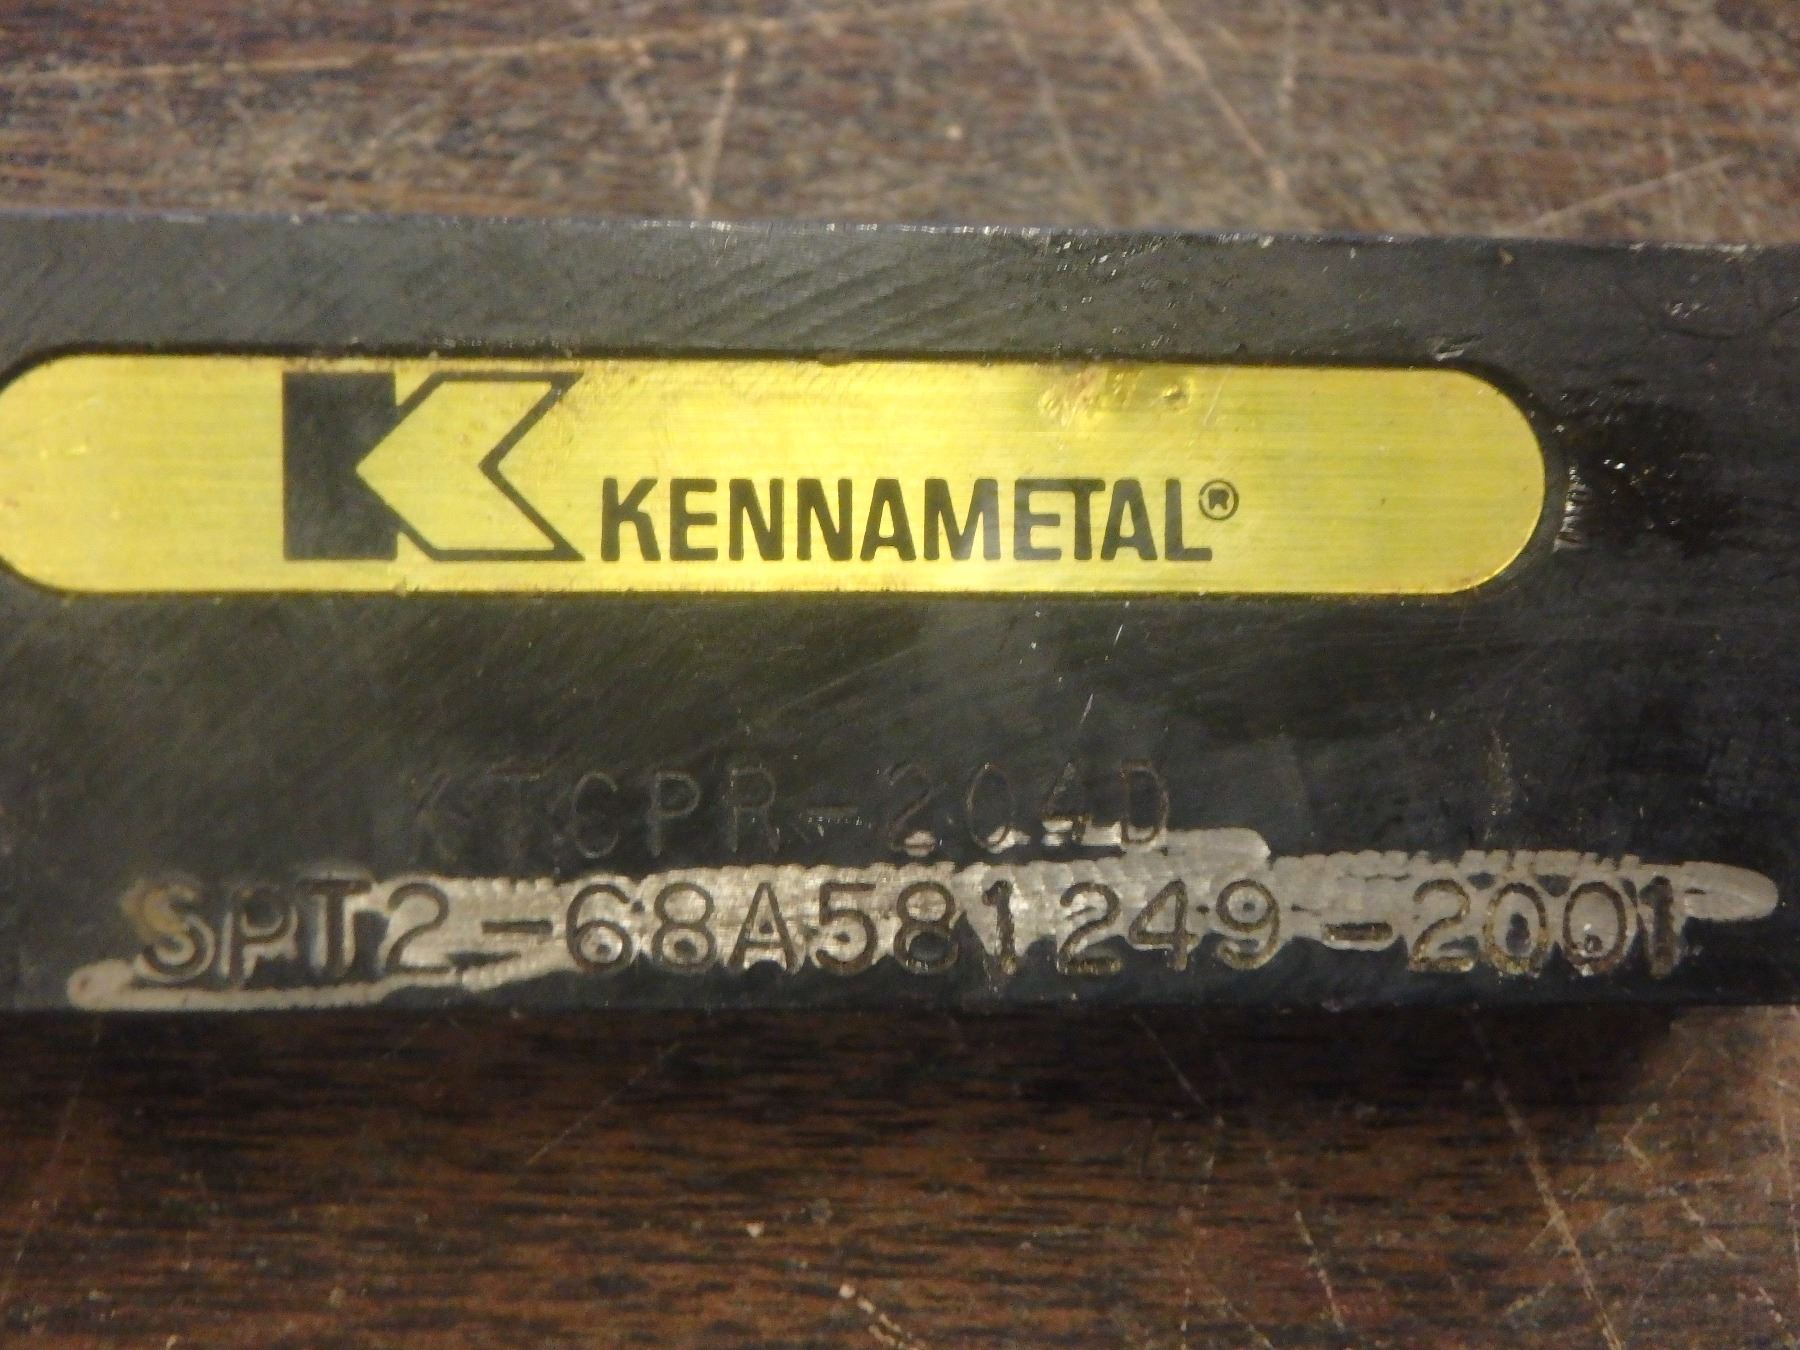 KENNAMETAL®
KTCPR-204D
SPT2-68A581249-2001